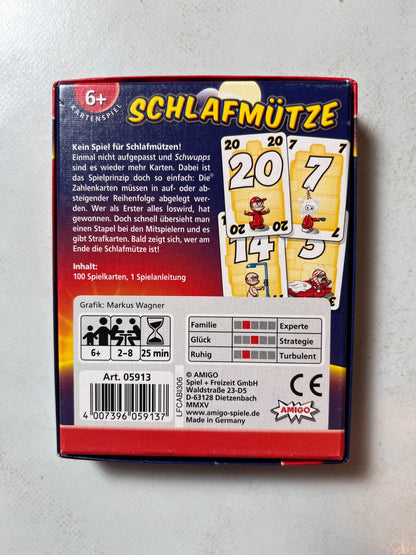 6+
KARTENSPIEL
SCHLAFMÜTZE
Kein Spiel für Schlafmützen!
Einmal nicht aufgepasst und Schwupps
sind es wieder mehr Karten. Dabei ist
das Spielprinzip doch so einfach: Die
Zahlenkarten müssen in auf- oder ab-
steigender Reihenfolge abgelegt wer-
den. Wer als Erster alles loswird, hat
gewonnen. Doch schnell übersieht man
einen Stapel bei den Mitspielern und es
gibt Strafkarten. Bald zeigt sich, wer am
Ende die Schlafmütze ist!
Inhalt:
100 Spielkarten, 1 Spielanleitung
20 20
20
20
7 7
7
7
14
5
Grafik: Markus Wagner
6+ 2–8 25 min
Familie Experte
Glück Strategie
Ruhig Turbulent
Art. 05913
4 007396 059137
LFCABI306
© AMIGO
Spiel + Freizeit GmbH
Waldstraße 23-D5
D-63128 Dietzenbach
MMXV
www.amigo-spiele.de
Made in Germany
CE
AMIGO